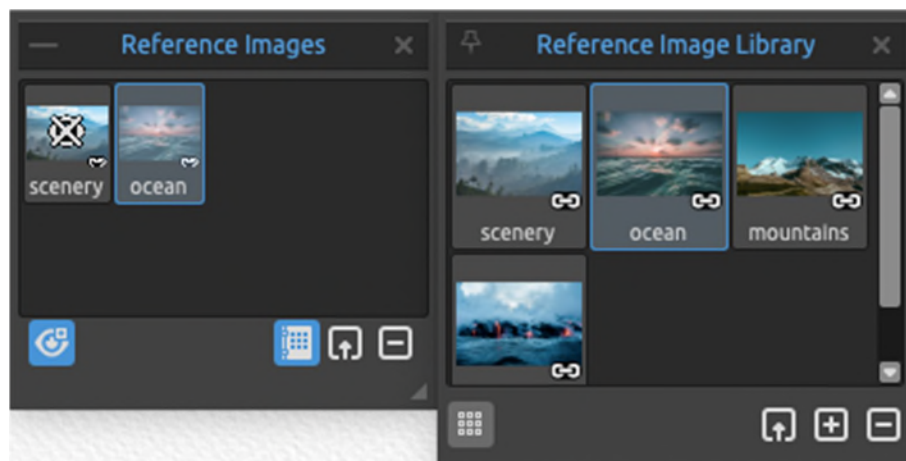 Reference Images
scenery
ocean
Reference Image Library
scenery
ocean
mountains